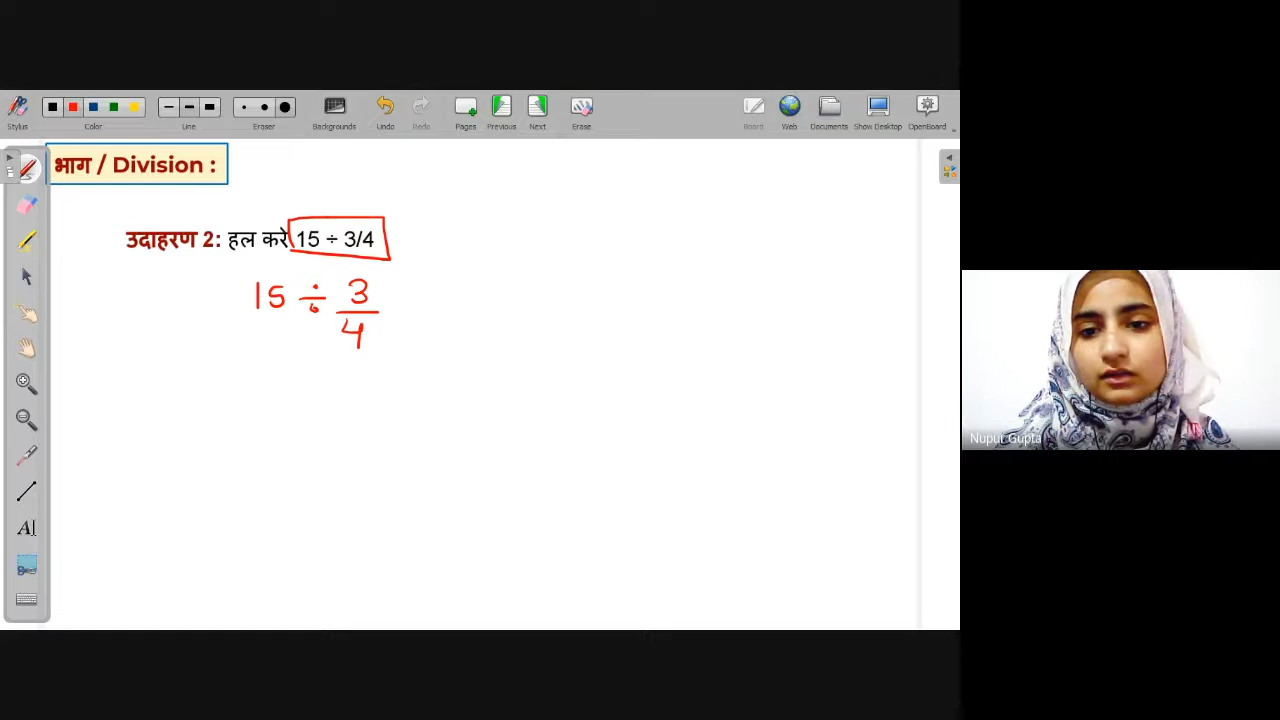 Stylus
Color
Line
Eraser
Backgrounds
Undo
Redo
Pages
Previous
Next
Erase
Board
Web
Documents
Show Desktop
OpenBoard
भाग / Division :
उदाहरण 2: हल करे 15 ÷ 3/4
15 ÷ 3/4
A
Nupur Gupta